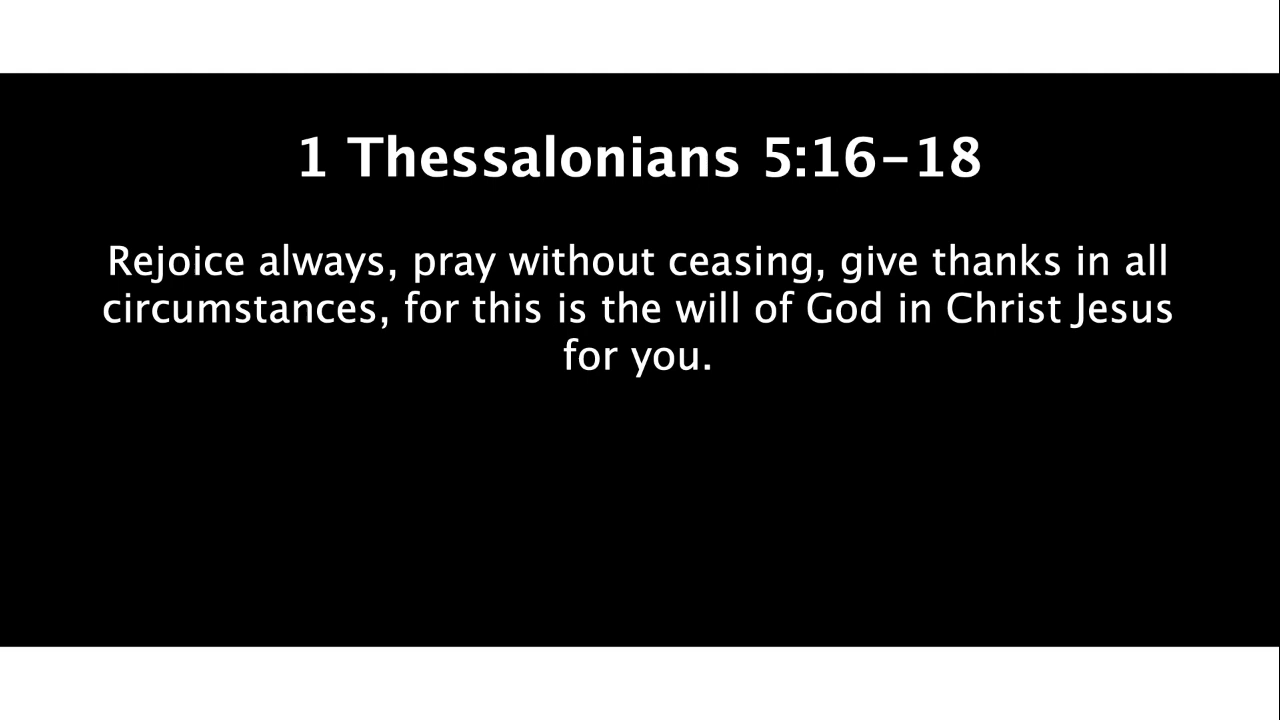 1 Thessalonians 5:16–18
Rejoice always, pray without ceasing, give thanks in all
circumstances, for this is the will of God in Christ Jesus
for you.